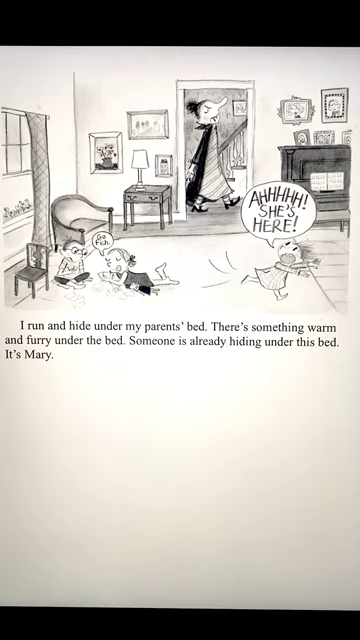 AHHHHH!
SHE'S
HERE!
Go
Fish.
I run and hide under my parents' bed. There's something warm
and furry under the bed. Someone is already hiding under this bed.
It's Mary.